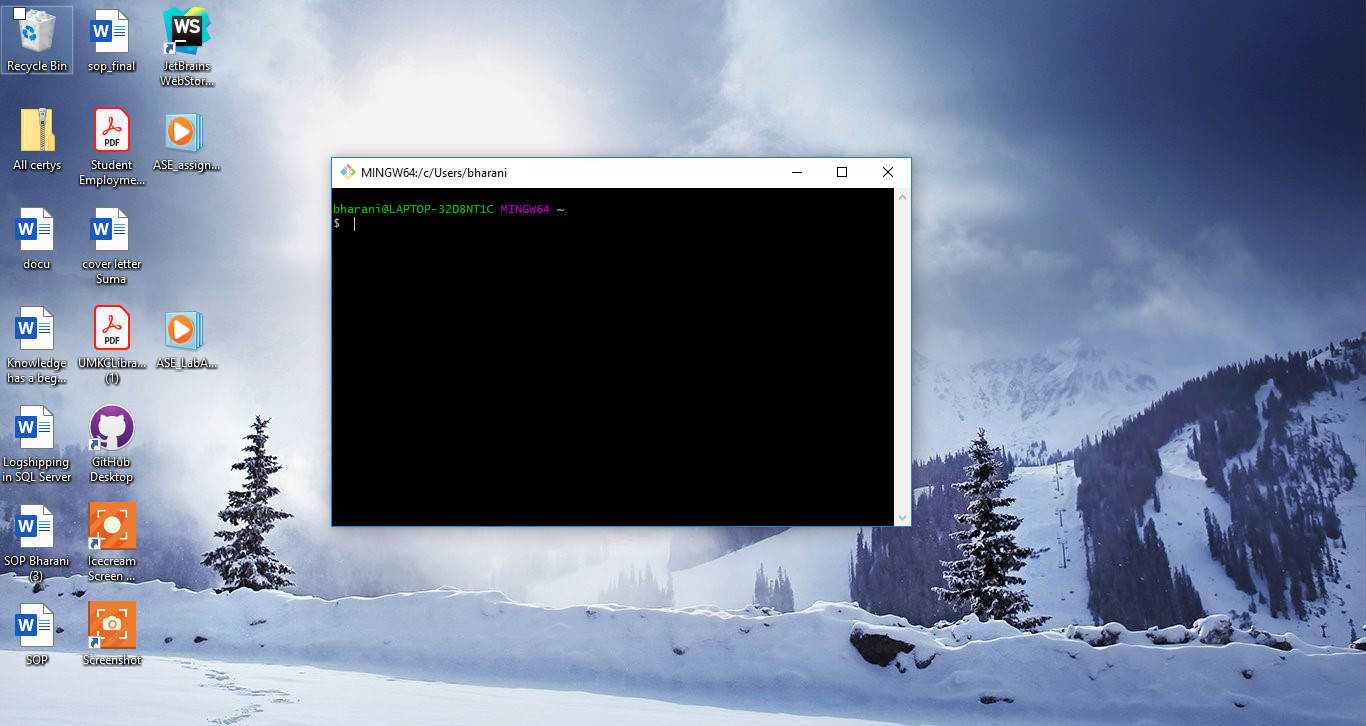 Recycle Bin
sop_final
WS
JetBrains
WebStor...
All certys
PDF
Student
Employme...
ASE_assign...
W
docu
W
cover letter
Suma
W
Knowledge
has a beg...
PDF
UMKCLibra...
(1)
ASE_LabA...
W
Logshipping
in SQL Server
GitHub
Desktop
W
SOP Bharani
(3)
Icecream
Screen ...
W
SOP
Screenshot
W
MINGW64:/c/Users/bharani
bharani@LAPTOP-32D8NT1C MINGW64 ~
$